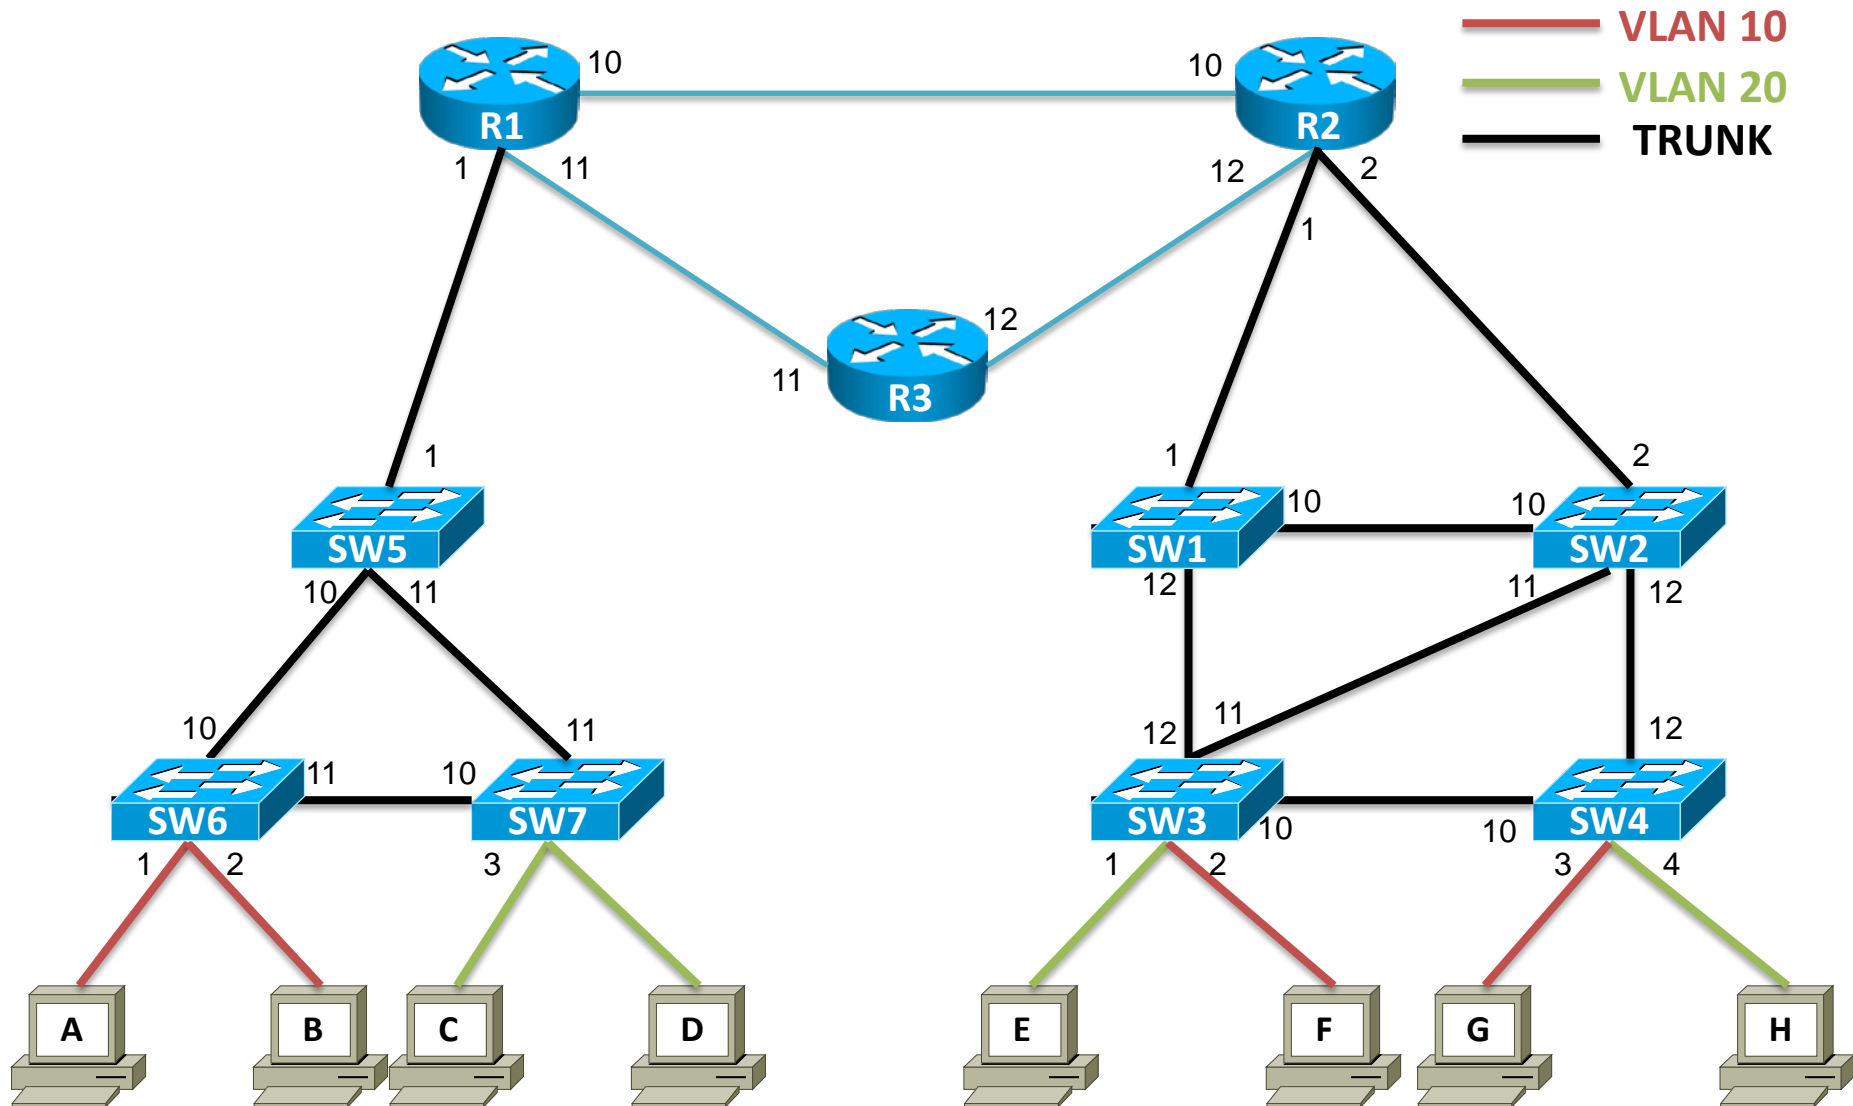 VLAN 10
VLAN 20
TRUNK
10 10
R1 R2
1 11 12 2
1
12
11 R3
1 1 2
10 10
SW5 SW1 SW2
10 11 12 11 12
10 11 12 11 12
11 10
SW6 SW7 SW3 SW4
10 10
1 2 3 1 2 3 4
A B C D E F G H